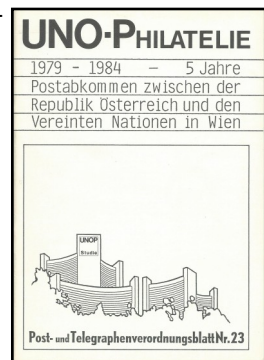 UNO-PHILATELIE
1979 - 1984 — 5 Jahre
Postabkommen zwischen der
Republik Österreich und den
Vereinten Nationen in Wien
UNOP
Studio
Post- und Telegraphenverordnungsblatt Nr. 23